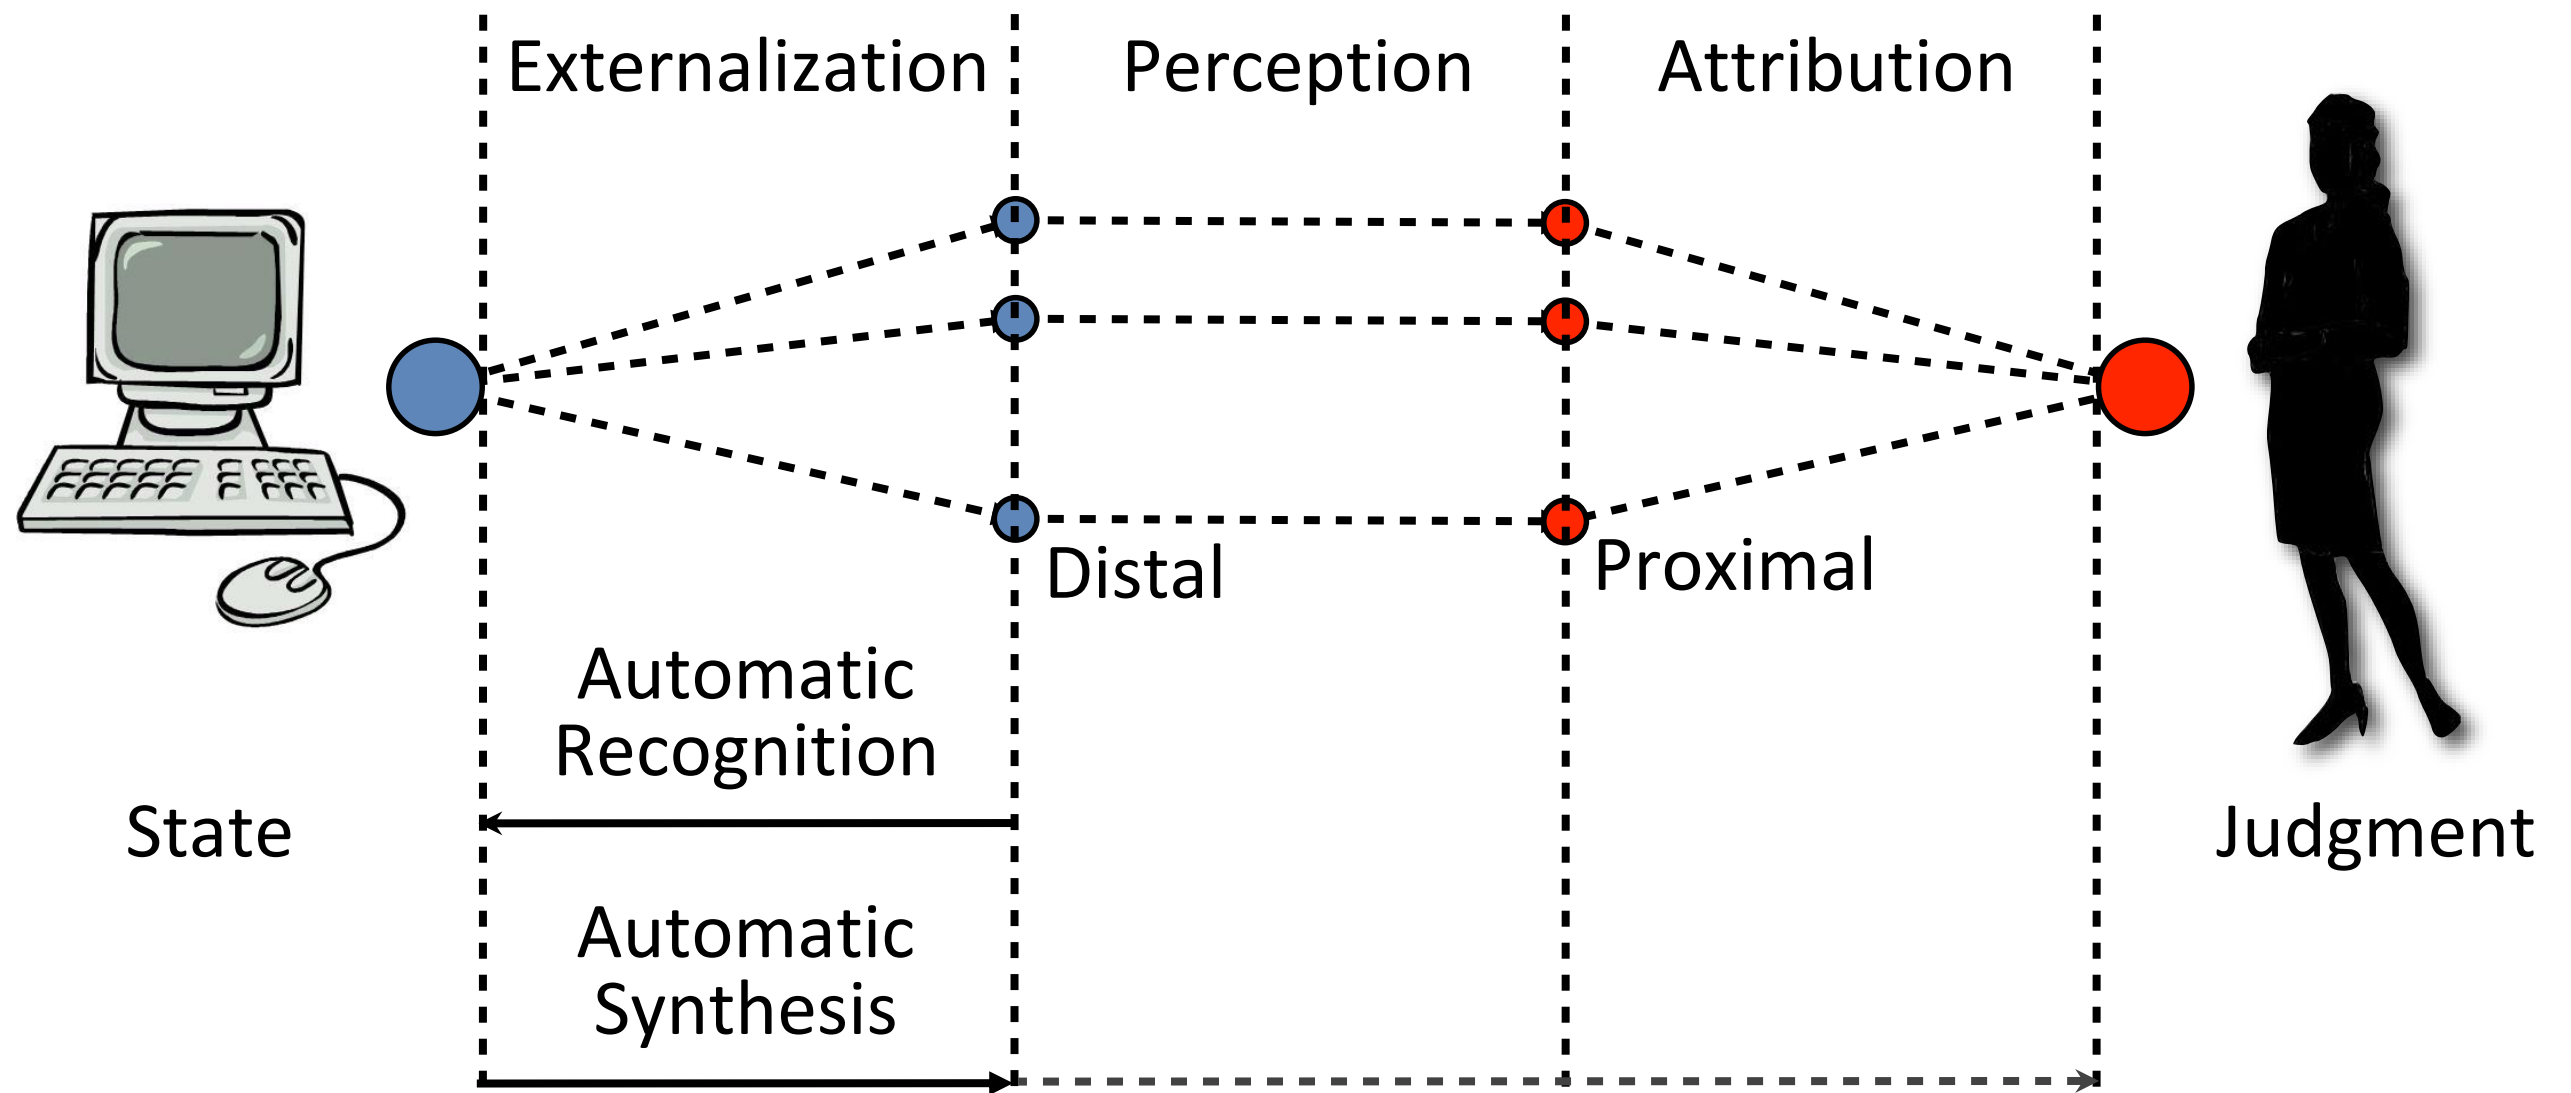 Externalization
Perception
Attribution
Distal
Proximal
Automatic
Recognition
State
Judgment
Automatic
Synthesis